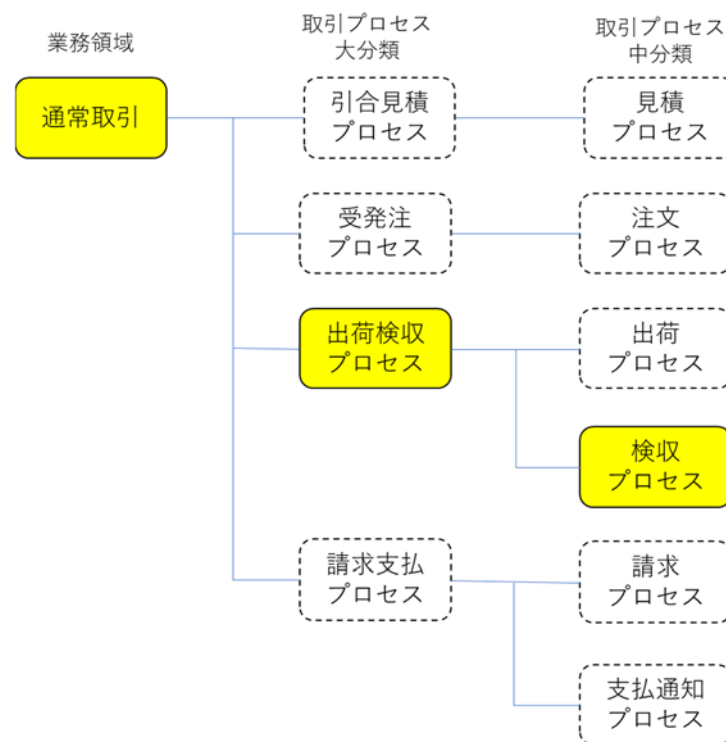 業務領域
取引プロセス
大分類
取引プロセス
中分類
通常取引
引合見積
プロセス
見積
プロセス
受発注
プロセス
注文
プロセス
出荷検収
プロセス
出荷
プロセス
検収
プロセス
請求支払
プロセス
請求
プロセス
支払通知
プロセス